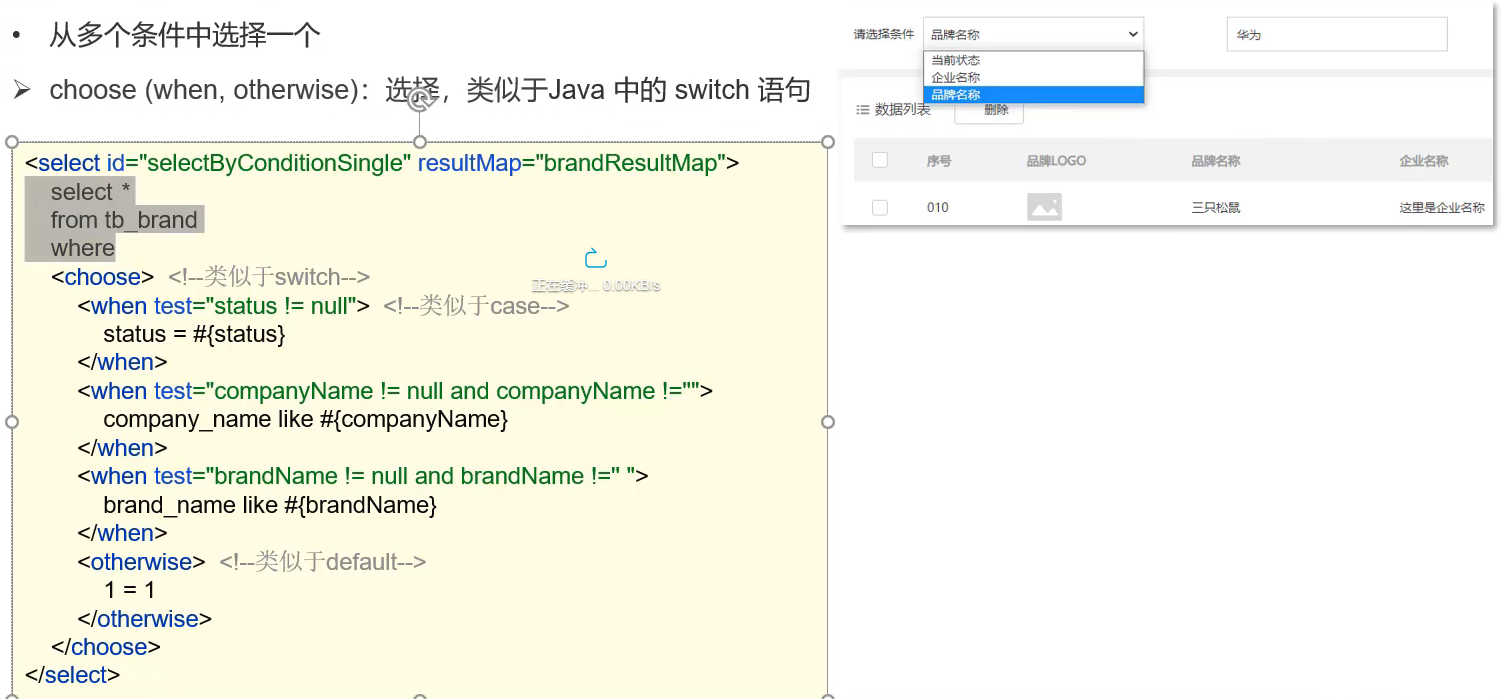 • 从多个条件中选择一个
➢ choose (when, otherwise)：选择，类似于Java 中的 switch 语句
<select id="selectByConditionSingle" resultMap="brandResultMap">
select *
from tb_brand
where
<choose> <!--类似于switch-->
<when test="status != null"> <!--类似于case-->
status = #{status}
</when>
<when test="companyName != null and companyName !=''">
company_name like #{companyName}
</when>
<when test="brandName != null and brandName !='' ">
brand_name like #{brandName}
</when>
<otherwise> <!--类似于default-->
1 = 1
</otherwise>
</choose>
</select>
正在缓冲... 0.00KB/s
请选择条件 品牌名称 华为
当前状态
企业名称
品牌名称
数据列表 删除
序号 品牌LOGO 品牌名称 企业名称
010 三只松鼠 这里是企业名称